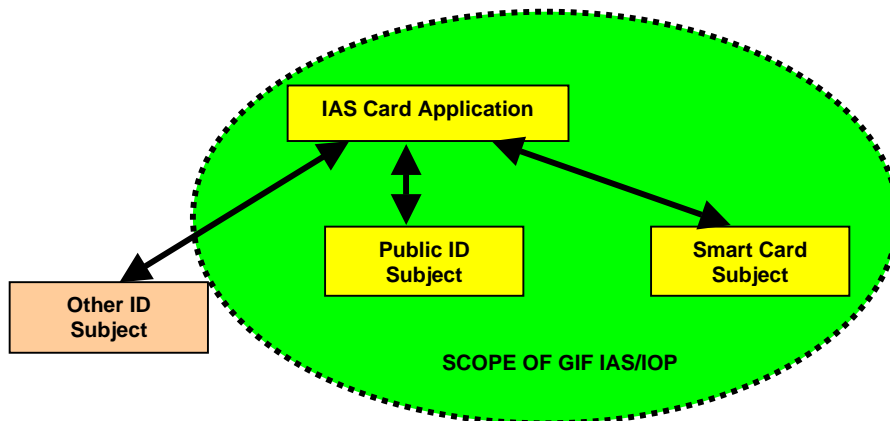 IAS Card Application
Public ID
Subject
Smart Card
Subject
Other ID
Subject
SCOPE OF GIF IAS/IOP